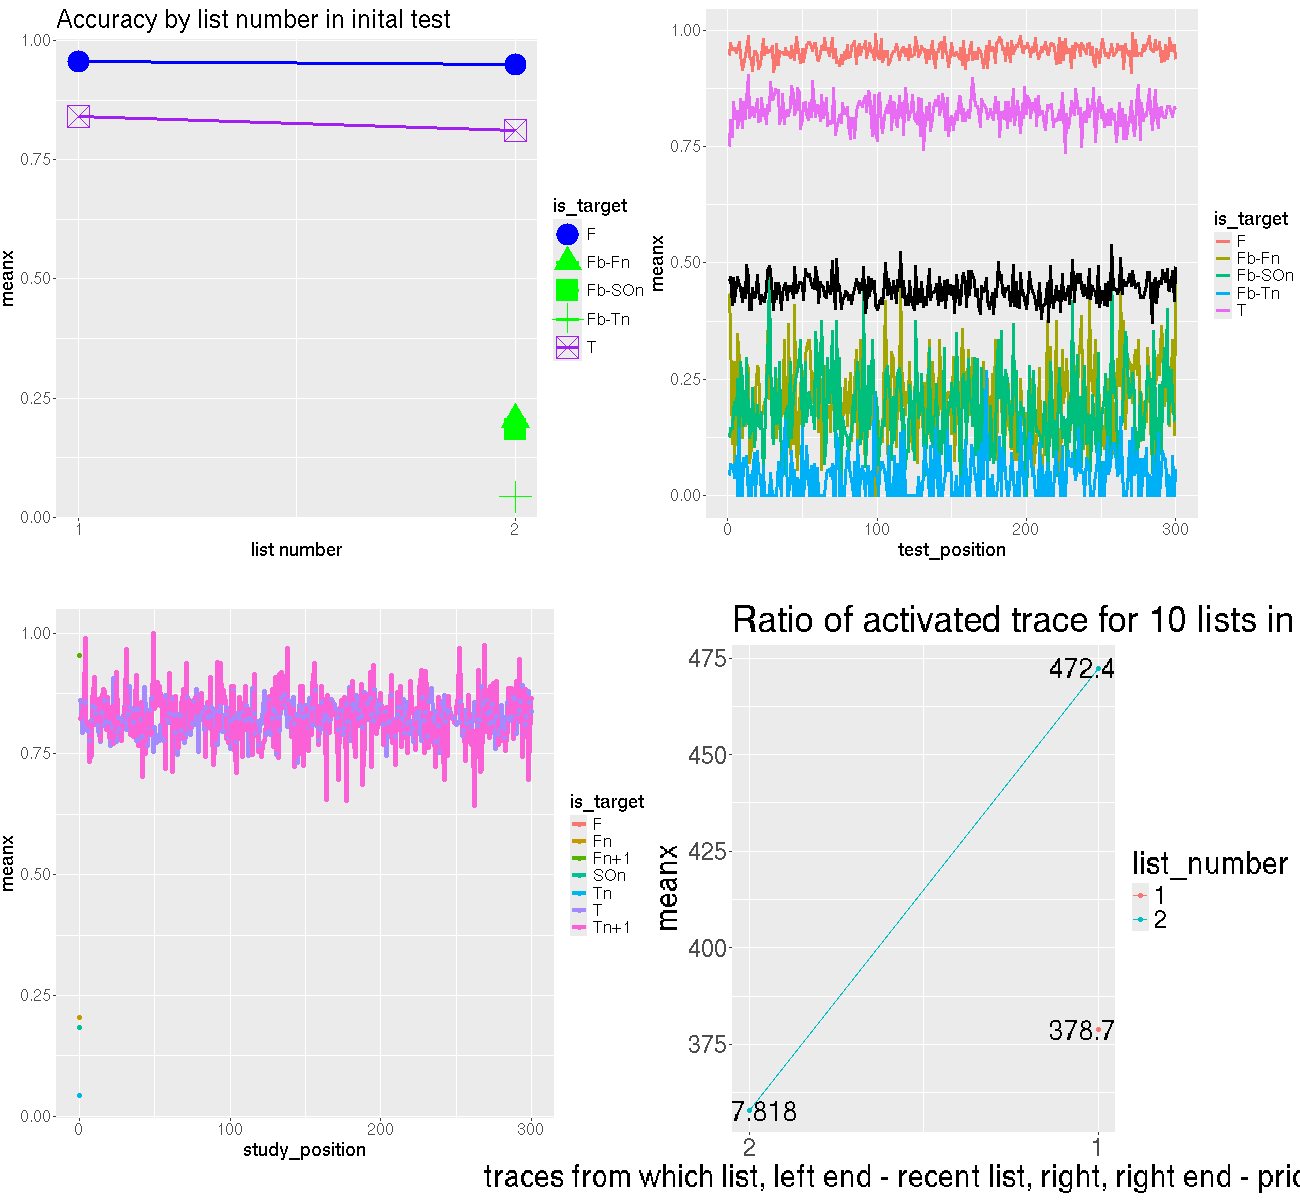 Accuracy by list number in inital test
1.00
0.75
0.50
0.25
0.00
meanx
1
2
list number
is_target
F
Fb-Fn
Fb-SOn
Fb-Tn
T
1.00
0.75
0.50
0.25
0.00
meanx
0
100
200
300
test_position
is_target
F
Fb-Fn
Fb-SOn
Fb-Tn
T
1.00
0.75
0.50
0.25
0.00
meanx
0
100
200
300
study_position
is_target
F
Fn
Fn+1
SOn
Tn
T
Tn+1
Ratio of activated trace for 10 lists in
475
450
425
400
375
meanx
472.4
378.7
7.818
2
1
traces from which list, left end - recent list, right, right end - pric
list_number
1
2